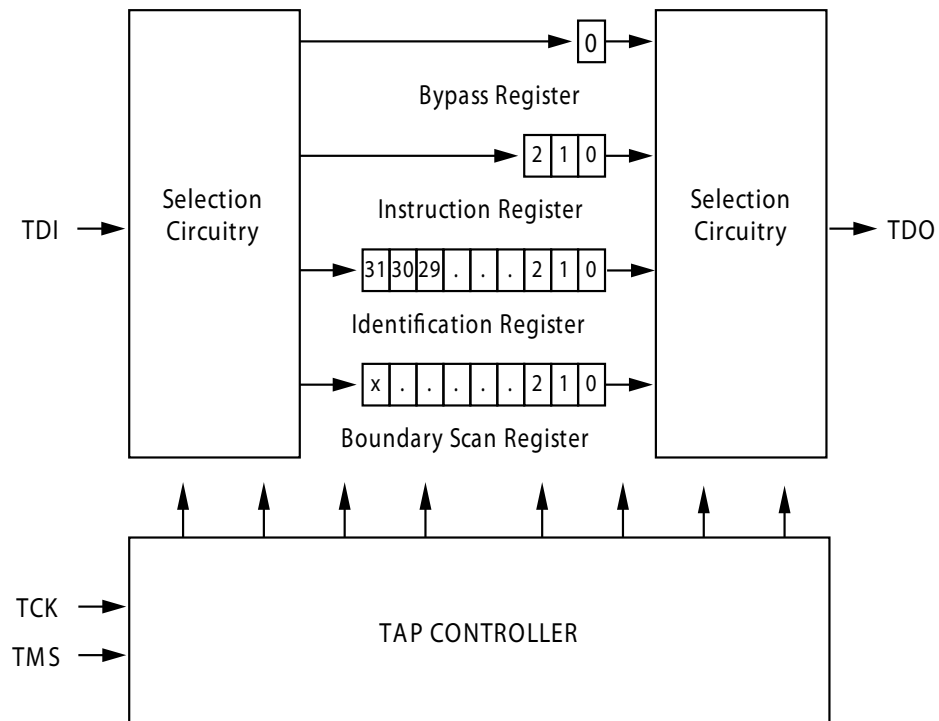 0
Bypass Register
2 1 0
Selection
Circuitry
Selection
Circuitry
Instruction Register
TDI
TDO
31 30 29 . . . 2 1 0
Identification Register
x . . . . . 2 1 0
Boundary Scan Register
TCK
TAP CONTROLLER
TMS